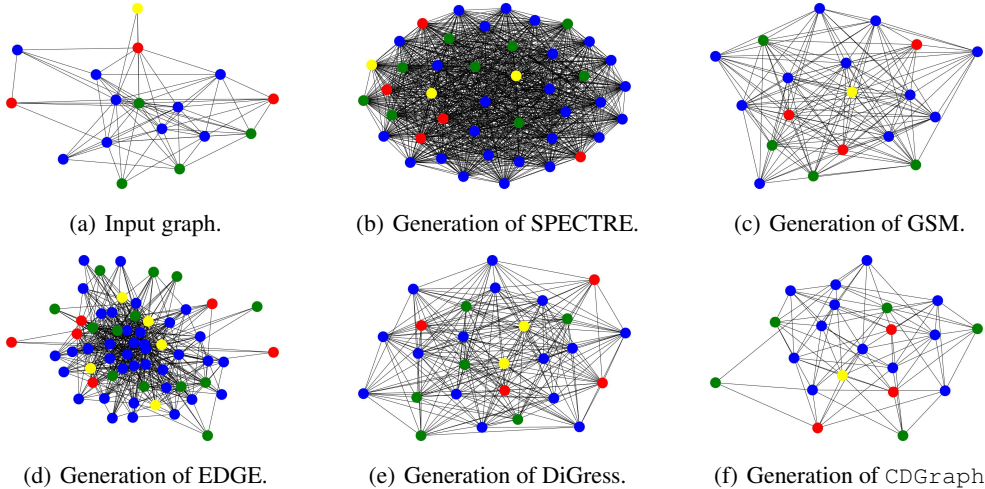 (a) Input graph.
(b) Generation of SPECTRE.
(c) Generation of GSM.
(d) Generation of EDGE.
(e) Generation of DiGress.
(f) Generation of CDGraph